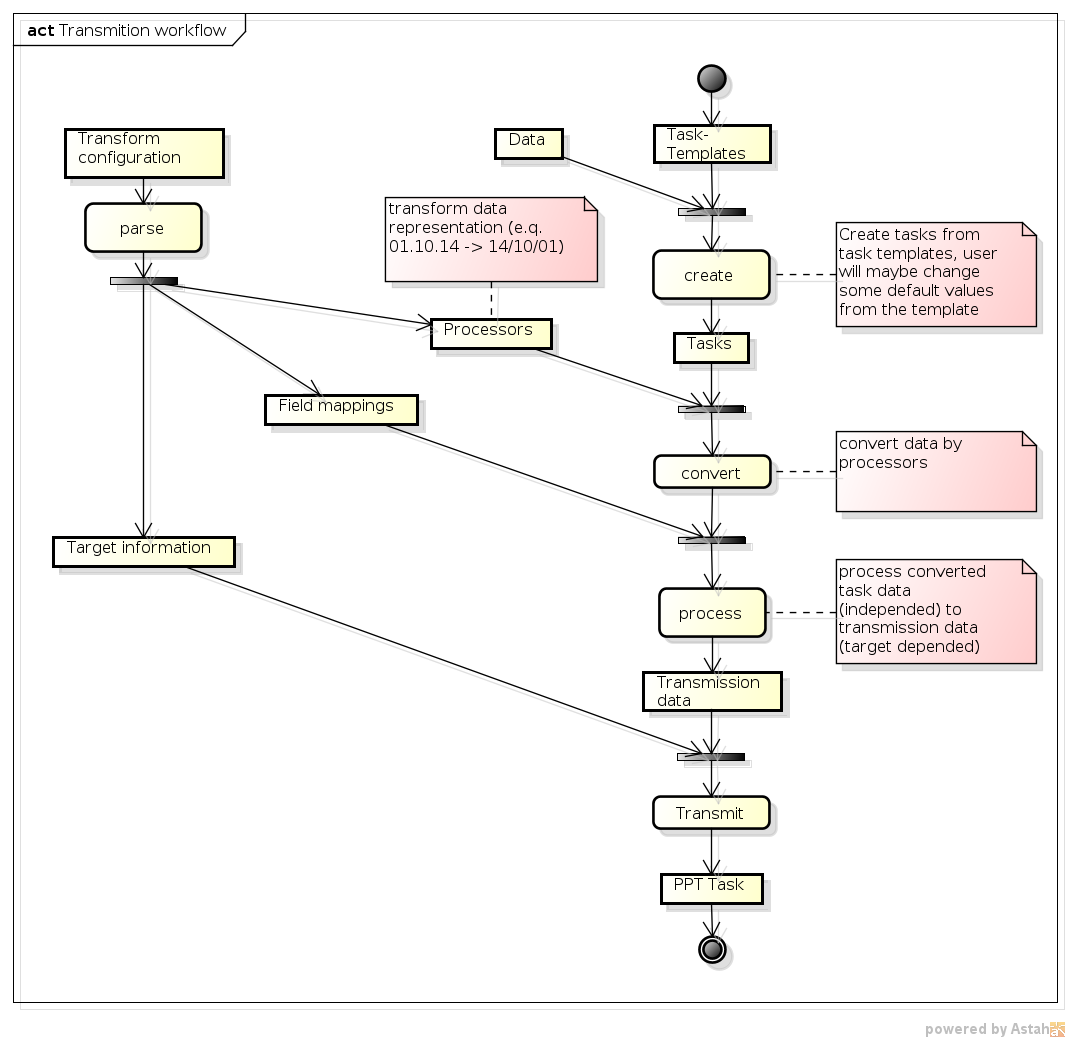 act Transmition workflow
Transform
configuration
Data
Task-
Templates
parse
transform data
representation (e.q.
01.10.14 -> 14/10/01)
create
Create tasks from
task templates, user
will maybe change
some default values
from the template
Processors
Tasks
Field mappings
convert
convert data by
processors
Target information
process
process converted
task data
(independed) to
transmission data
(target depended)
Transmission
data
Transmit
PPT Task
powered by Astah